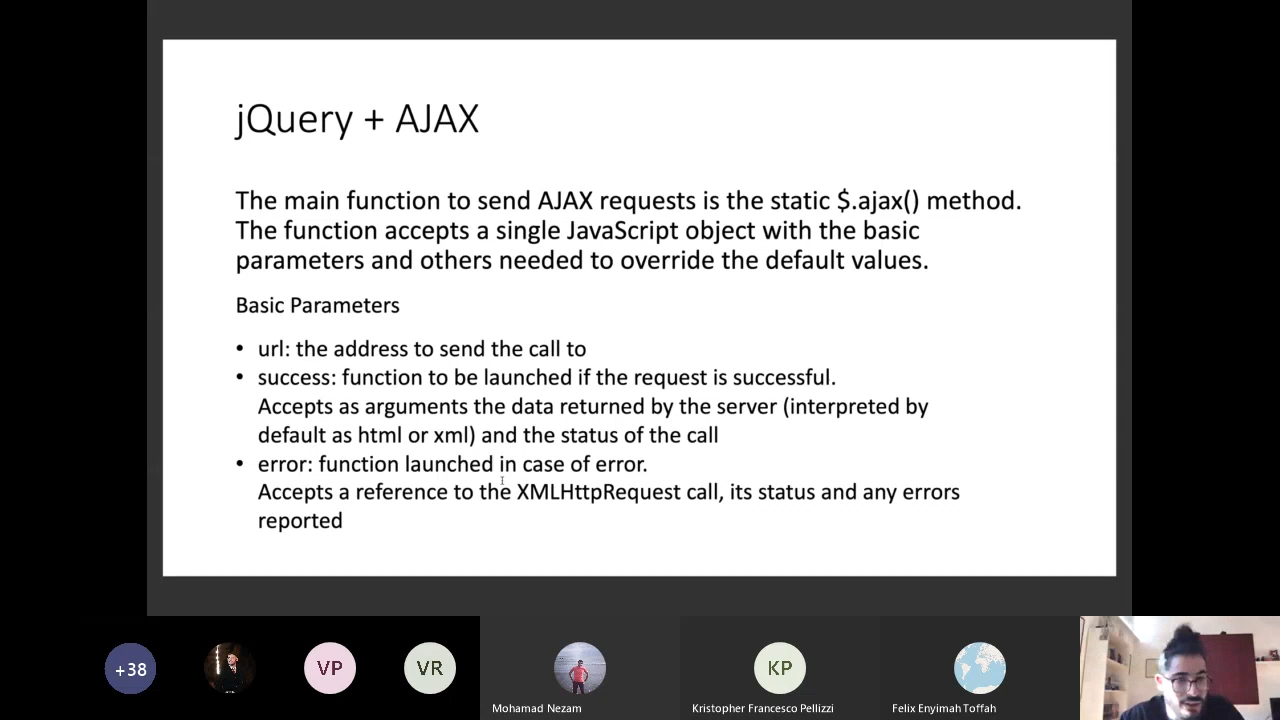 jQuery + AJAX
The main function to send AJAX requests is the static $.ajax() method.
The function accepts a single JavaScript object with the basic
parameters and others needed to override the default values.
Basic Parameters
• url: the address to send the call to
• success: function to be launched if the request is successful.
Accepts as arguments the data returned by the server (interpreted by
default as html or xml) and the status of the call
• error: function launched in case of error.
Accepts a reference to the XMLHttpRequest call, its status and any errors
reported
+38
VP
VR
KP
Mohamad Nezam
Kristopher Francesco Pellizzi
Felix Enyimah Toffah